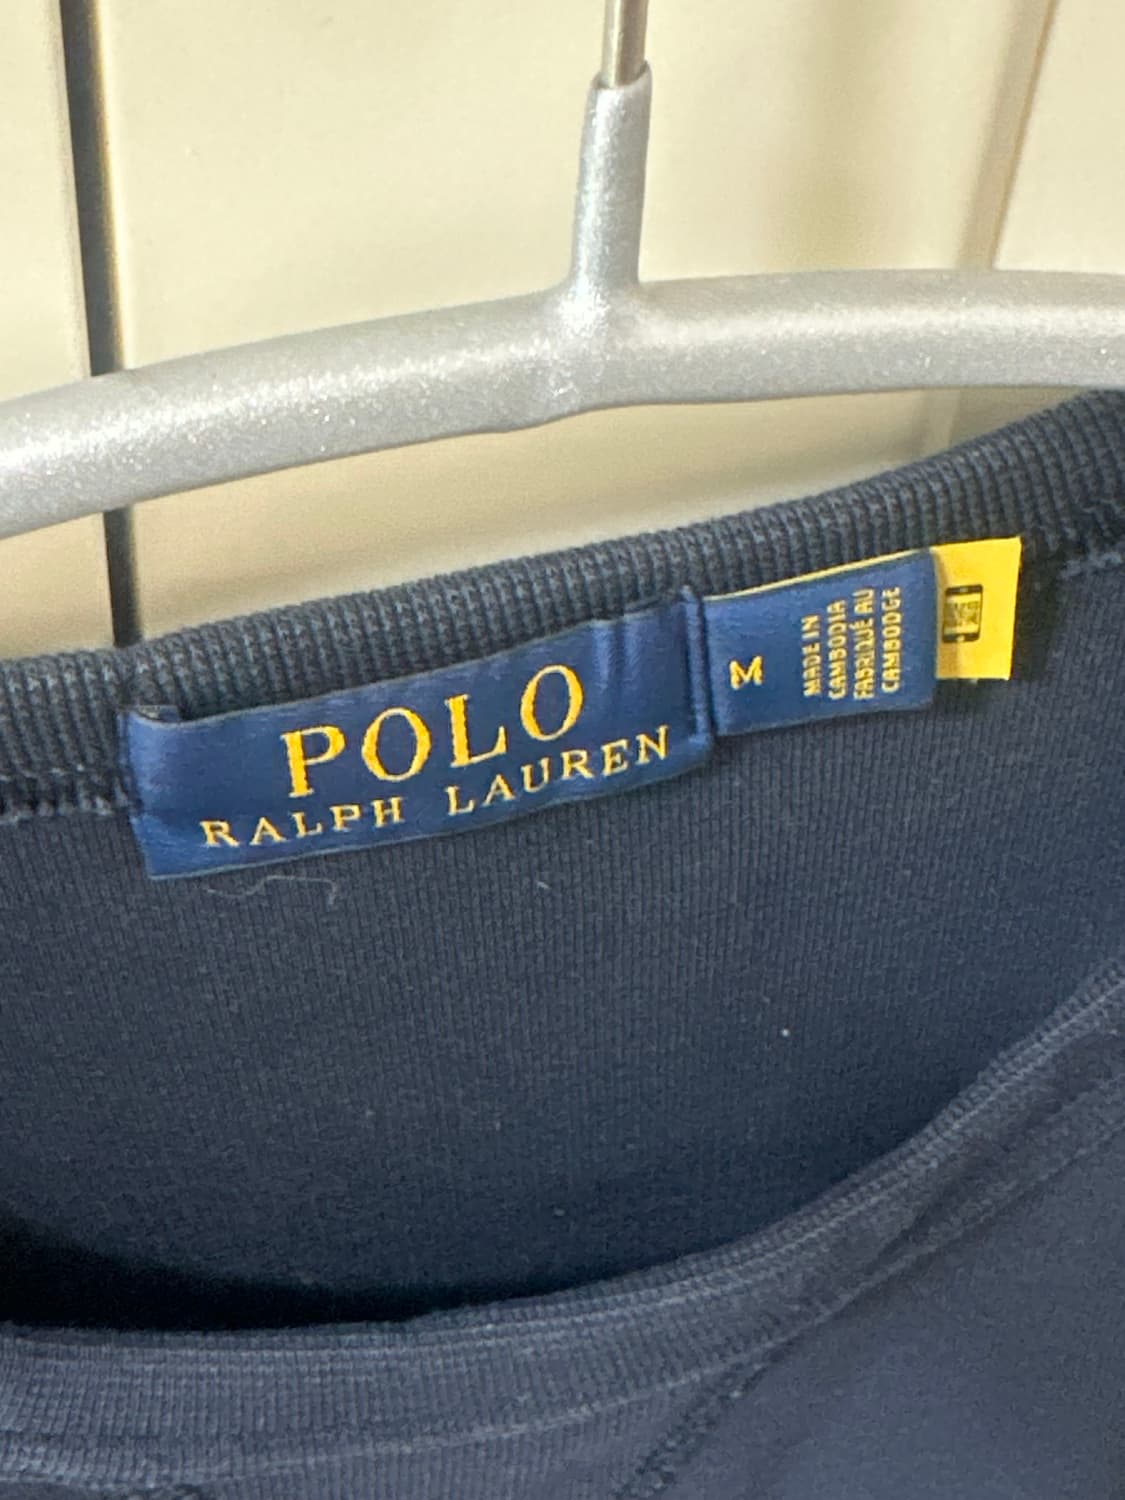 POLO
RALPH LAUREN
M
MADE IN
CAMBODIA
FABRIQUÉ AU
CAMBODGE